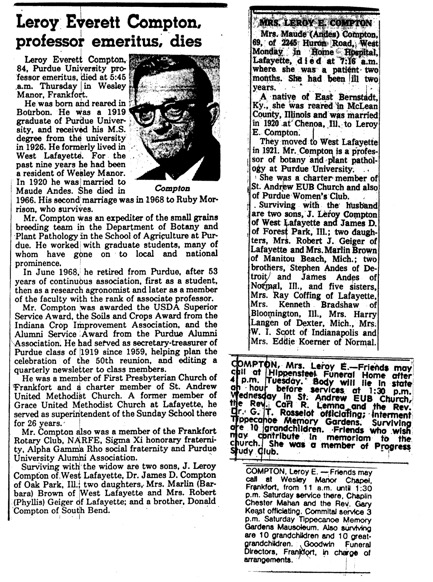 Leroy Everett Compton,
professor emeritus, dies
Leroy Everett Compton,
84, Purdue University pro-
fessor emeritus, died at 5:45
a.m. Thursday in Wesley
Manor, Frankfort.
He was born and reared in
Bourbon. He was a 1919
graduate of Purdue Univer-
sity, and received his M.S.
degree from the university
in 1926. He formerly lived in
West Lafayette. For the
past nine years he had been
a resident of Wesley Manor.
In 1920 he was married to
Maude Andes. She died in
Compton
1966. His second marriage was in 1968 to Ruby Mor-
rison, who survives.
Mr. Compton was an expediter of the small grains
breeding team in the Department of Botany and
Plant Pathology in the School of Agriculture at Pur-
due. He worked with graduate students, many of
whom have gone on to local and national
prominence.
In June 1968, he retired from Purdue, after 53
years of continuous association, first as a student,
then as a research agronomist and later as a member
of the faculty with the rank of associate professor.
Mr. Compton was awarded the USDA Superior
Service Award, the Soils and Crops Award from the
Indiana Crop Improvement Association, and the
Alumni Service Award from the Purdue Alumni
Association. He had served as secretary-treasurer of
Purdue class of 1919 since 1959, helping plan the
celebration of the 50th reunion, and editing a
quarterly newsletter to class members.
He was a member of First Presbyterian Church of
Frankfort and a charter member of St. Andrew
United Methodist Church. A former member of
Grace United Methodist Church at Lafayette, he
served as superintendent of the Sunday School there
for 26 years.
Mr. Compton also was a member of the Frankfort
Rotary Club, NARFE, Sigma Xi honorary fraterni-
ty, Alpha Gamma Rho social fraternity and Purdue
University Alumni Association.
Surviving with the widow are two sons, J. Leroy
Compton of West Lafayette, Dr. James D. Compton
of Oak Park, Ill.; two daughters, Mrs. Marlin (Bar-
bara) Brown of West Lafayette and Mrs. Robert
(Phyllis) Geiger of Lafayette; and a brother, Donald
Compton of South Bend.
MRS. LEROY E. COMPTON
Mrs. Maude (Andes) Compton,
69, of 2245 Huron Road, West
Monday in Home Hospital,
Lafayette, died at 7:16 a.m.
where she was a patient two
months. She had been ill two
years.
A native of East Bernstadt,
Ky., she was reared in McLean
County, Illinois and was married
in 1920 at Chenoa, Ill., to Leroy
E. Compton.
They moved to West Lafayette
in 1921. Mr. Compton is a profes-
sor of botany and plant pathol-
ogy at Purdue University.
She was a charter member of
St. Andrew EUB Church and also
of Purdue Women's Club.
Surviving with the husband
are two sons, J. Leroy Compton
of West Lafayette and James D.
of Forest Park, Ill.; two daugh-
ters, Mrs. Robert J. Geiger of
Lafayette and Mrs. Marlin Brown
of Manitou Beach, Mich.; two
brothers, Stephen Andes of De-
troit, and James Andes of
Normal, Ill., and five sisters,
Mrs. Ray Coffing of Lafayette,
Mrs. Kenneth Bradshaw of
Bloomington, Ill., Mrs. Harry
Langen of Dexter, Mich., Mrs.
W. I. Scott of Indianapolis and
Mrs. Eddie Koerner of Normal.
COMPTON, Mrs. Leroy E.—Friends may
call at Hippensteel Funeral Home after
4 p.m. Tuesday. Body will lie in state
an hour before services at 1:30 p.m.
Wednesday in St. Andrew EUB Church,
the Rev. Carl R. Lemna and the Rev.
Dr. G. T. Rosselot officiating; interment
Tippecanoe Memory Gardens. Surviving
are 10 grandchildren. Friends who wish
may contribute in memoriam to the
church. She was a member of Progress
Study Club.
COMPTON, Leroy E. — Friends may
call at Wesley Manor Chapel,
Frankfort, from 11 a.m. until 1:30
p.m. Saturday service there, Chaplin
Chester Mahan and the Rev. Gary
Keast officiating. Commital service 3
p.m. Saturday Tippecanoe Memory
Gardens Mausoleum. Also surviving
are 10 grandchildren and 10 great-
grandchildren. Goodwin Funeral
Directors, Frankfort, in charge of
arrangements.